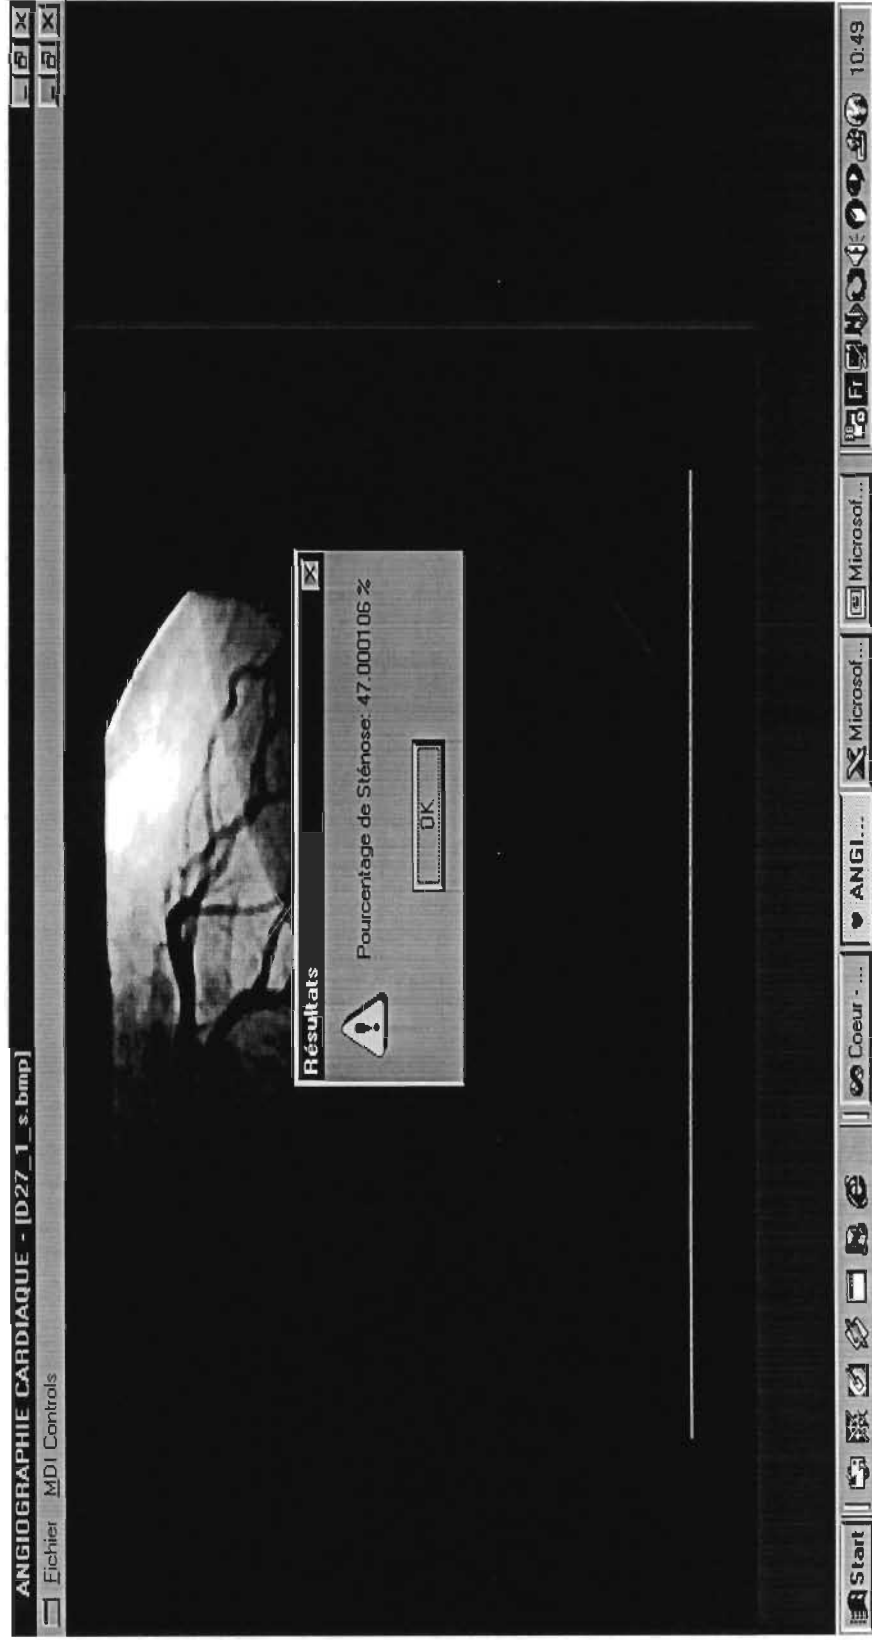 ANGIOGRAPHIE CARDIAQUE - [D27_1_s.bmp]
Fichier MDI Controls
Résultats
Pourcentage de Sténose: 47.000106 %
OK
Start
Coeur - ...
ANGI...
Microsof...
Microsof...
Fr
10:49